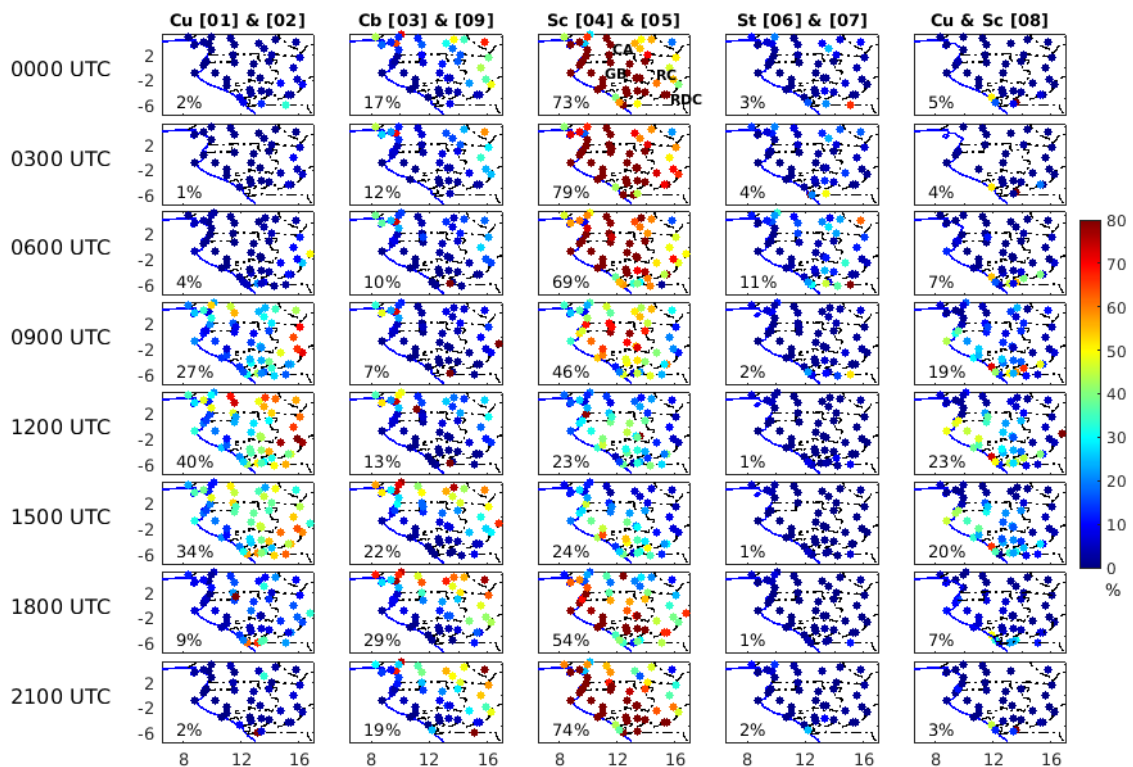 Cu [01] & [02] Cb [03] & [09] Sc [04] & [05] St [06] & [07] Cu & Sc [08]
0000 UTC 2 -2 -6 2% 17% CA GB RC RDC 73% 3% 5%
0300 UTC 2 -2 -6 1% 12% 79% 4% 4%
0600 UTC 2 -2 -6 4% 10% 69% 11% 7%
0900 UTC 2 -2 -6 27% 7% 46% 2% 19%
1200 UTC 2 -2 -6 40% 13% 23% 1% 23%
1500 UTC 2 -2 -6 34% 22% 24% 1% 20%
1800 UTC 2 -2 -6 9% 29% 54% 1% 7%
2100 UTC 2 -2 -6 2% 19% 74% 2% 3%
8 12 16 8 12 16 8 12 16 8 12 16 8 12 16
80
70
60
50
40
30
20
10
0
%